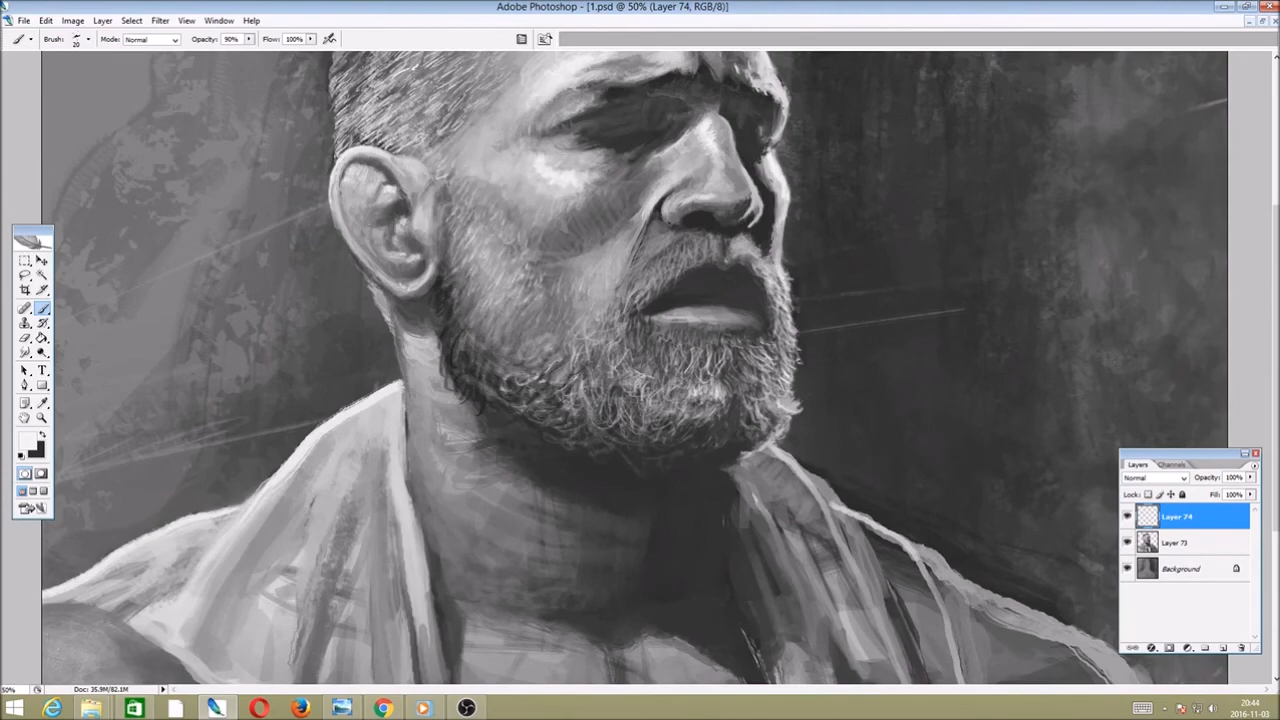 Adobe Photoshop - [1.psd @ 50% (Layer 74, RGB/8)]
File Edit Image Layer Select Filter View Window Help
Brush: 20 Mode: Normal Opacity: 90% Flow: 100%
Layers Channels
Normal Opacity: 100%
Lock: Fill: 100%
Layer 74
Layer 73
Background
50% Doc: 35.9M/82.1M
20:44
2016-11-03